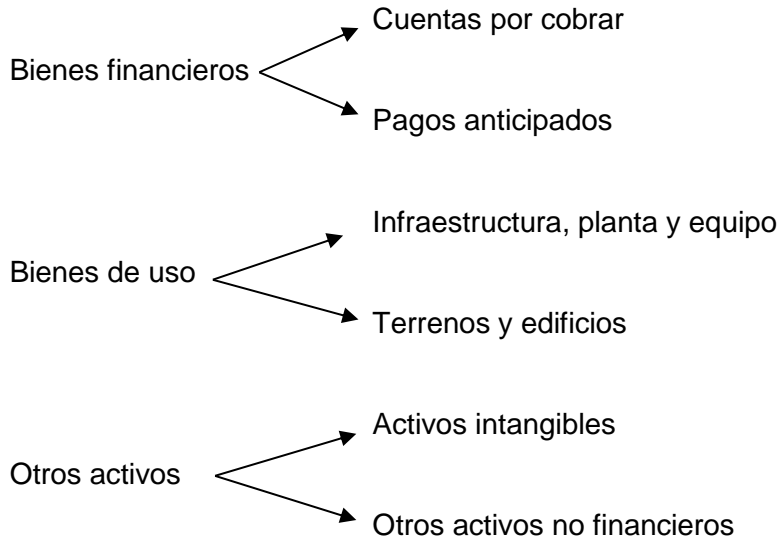 Cuentas por cobrar
Bienes financieros
Pagos anticipados
Infraestructura, planta y equipo
Bienes de uso
Terrenos y edificios
Activos intangibles
Otros activos
Otros activos no financieros